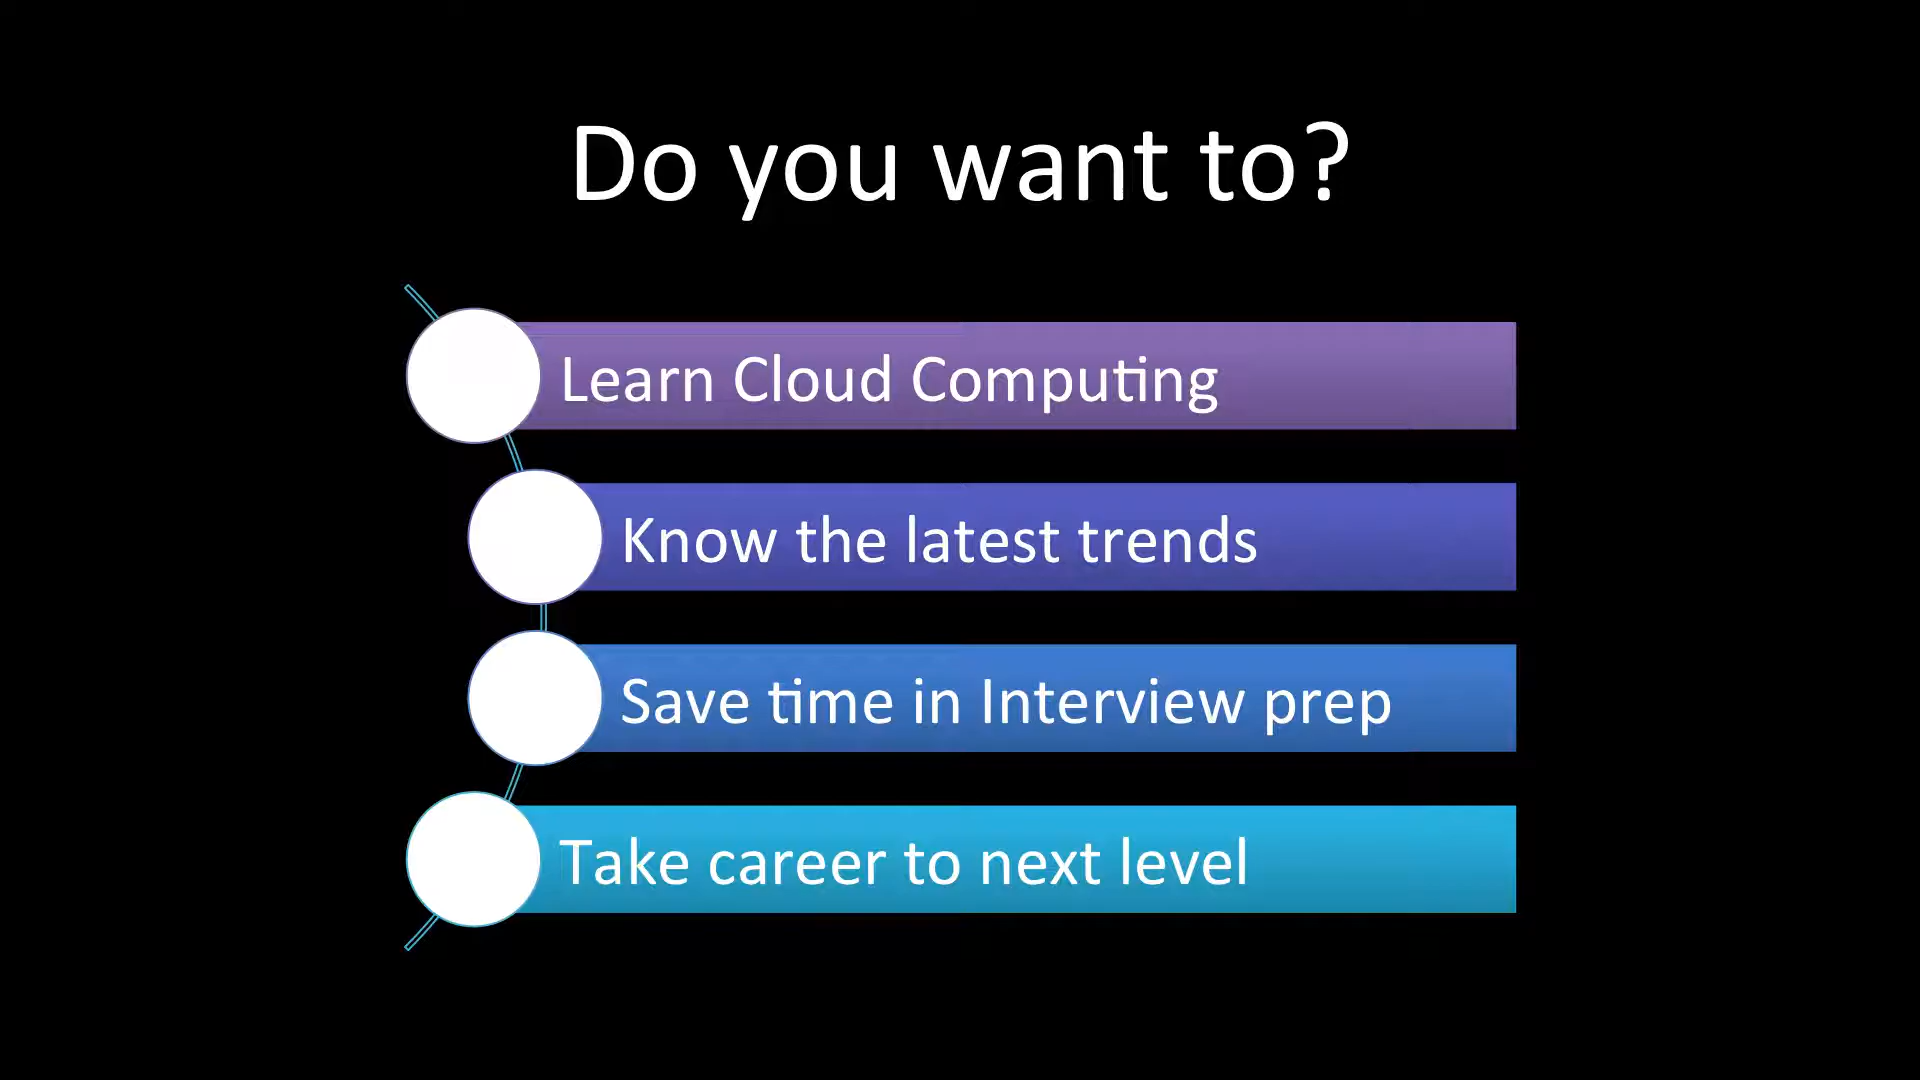 Do you want to?
Learn Cloud Computing
Know the latest trends
Save time in Interview prep
Take career to next level